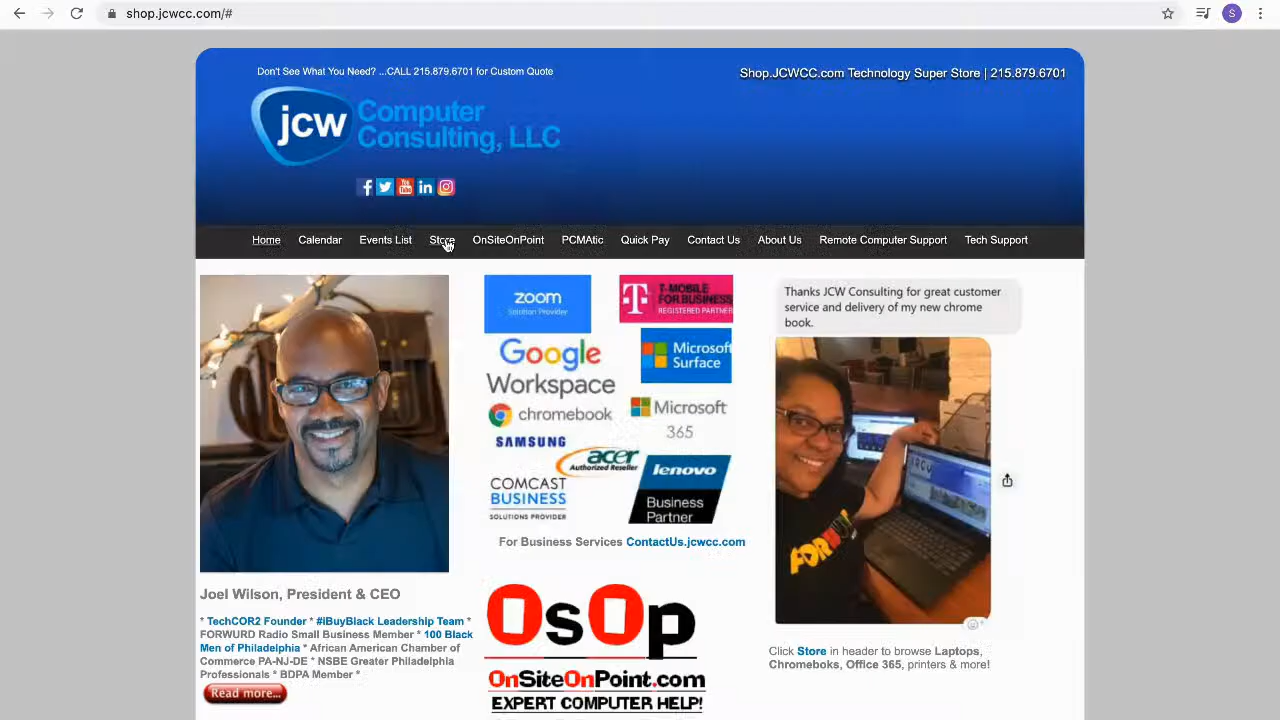 shop.jcwcc.com/#
S
Don't See What You Need? ...CALL 215.879.6701 for Custom Quote
Shop.JCWCC.com Technology Super Store | 215.879.6701
jcw Computer
Consulting, LLC
f You Tube in
Home Calendar Events List Store OnSiteOnPoint PCMAtic Quick Pay Contact Us About Us Remote Computer Support Tech Support
zoom
Solution Provider
T T-MOBILE
FOR BUSINESS
REGISTERED PARTNER
Google
Workspace
Microsoft
Surface
chromebook
Microsoft
365
SAMSUNG
acer
Authorized Reseller
COMCAST
BUSINESS
SOLUTIONS PROVIDER
lenovo
Business
Partner
For Business Services ContactUs.jcwcc.com
Thanks JCW Consulting for great customer
service and delivery of my new chrome
book.
Joel Wilson, President & CEO
* TechCOR2 Founder * #iBuyBlack Leadership Team *
FORWURD Radio Small Business Member * 100 Black
Men of Philadelphia * African American Chamber of
Commerce PA-NJ-DE * NSBE Greater Philadelphia
Professionals * BDPA Member *
Read more...
OsOp
OnSiteOnPoint.com
EXPERT COMPUTER HELP!
Click Store in header to browse Laptops,
Chromeboks, Office 365, printers & more!